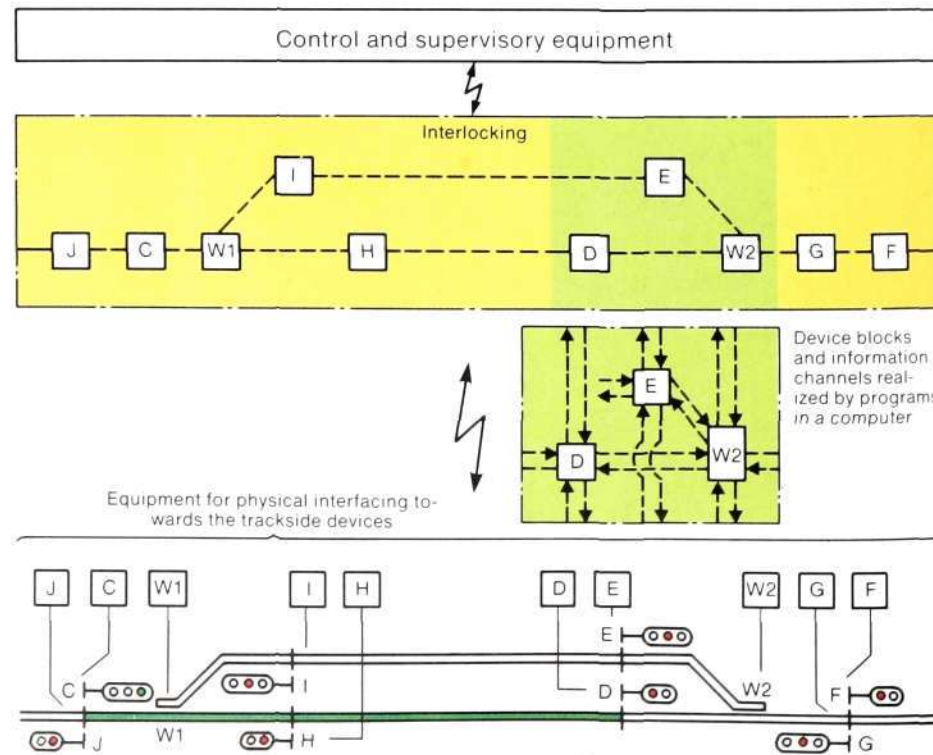 Control and supervisory equipment
Interlocking
I
E
J C W1 H D W2 G F
Device blocks
and information
channels real-
ized by programs
in a computer
E
D
W2
Equipment for physical interfacing to-
wards the trackside devices
J C W1 I H D E W2 G F
E
C I D W2 F
J W1 H G